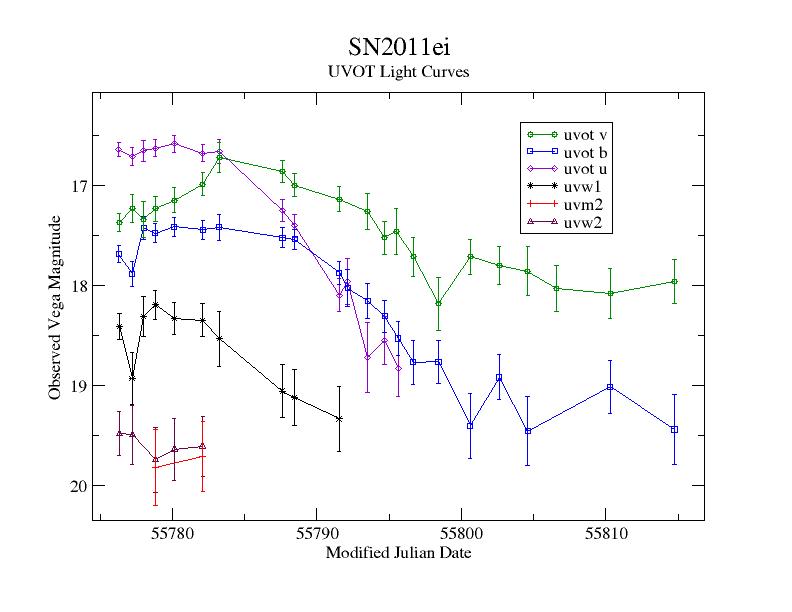 SN2011ei
UVOT Light Curves
uvot v
uvot b
uvot u
uvw1
uvm2
uvw2
17
18
19
20
Observed Vega Magnitude
55780 55790 55800 55810
Modified Julian Date